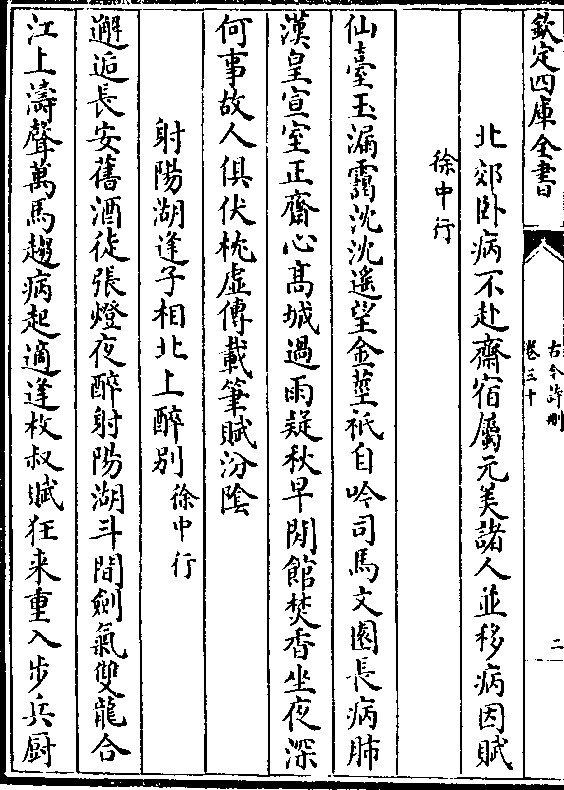 欽定四庫全書
古今詩刪
卷三十
二
北郊卧病不赴齋宿屬元美諸人並移病因賦
徐中行
仙臺玉漏靄沈沈遥望金莖祇自吟司馬文園長病肺
漢皇宣室正齋心髙城過雨疑秋早閒館焚香坐夜深
何事故人俱伏枕虚傳載筆賦汾隂
射陽湖逢子相北上醉别徐中行
邂逅長安舊酒徒張燈夜醉射陽湖斗間劍氣雙龍合
江上濤聲萬馬趨病起適逢枚叔賦狂来重入步兵厨